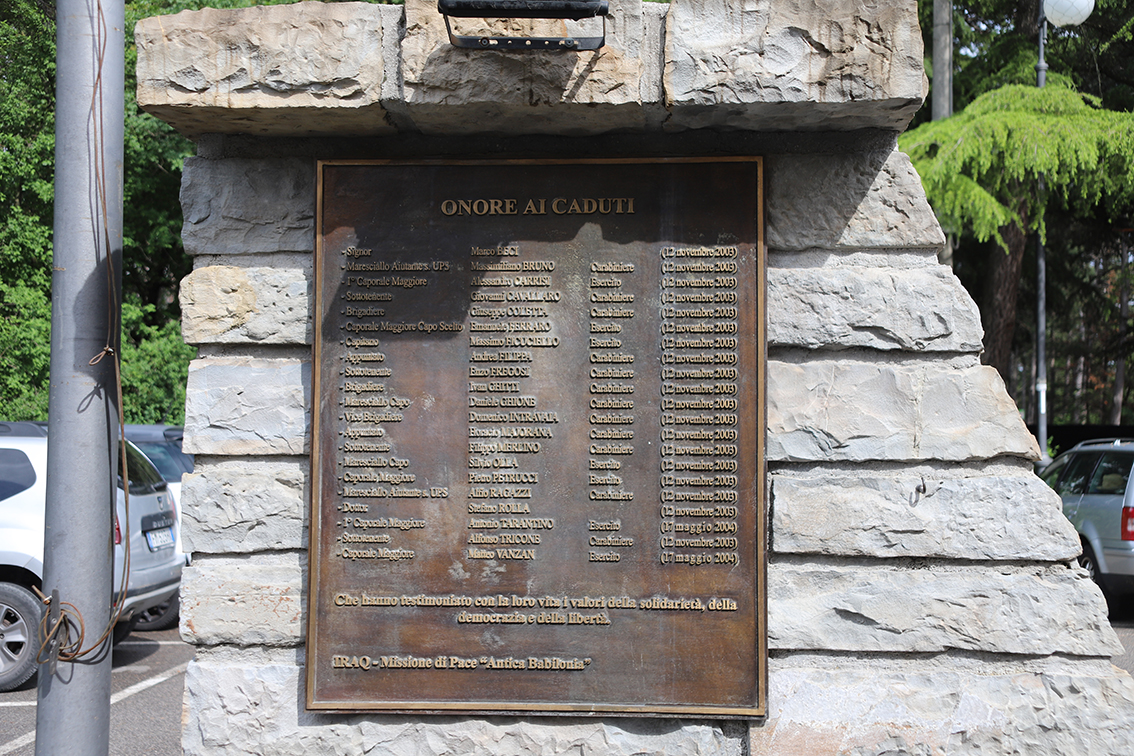 ONORE AI CADUTI
- Signor Marco BECI (12 novembre 2003)
- Maresciallo Aiutante s. UPS Massimiliano BRUNO Carabiniere (12 novembre 2003)
- 1° Caporale Maggiore Alessandro CARRISI Esercito (12 novembre 2003)
- Sottotenente Giovanni CAVALLARO Carabiniere (12 novembre 2003)
- Brigadiere Giuseppe COLETTA Carabiniere (12 novembre 2003)
- Caporale Maggiore Capo Scelto Emanuele FERRARO Esercito (12 novembre 2003)
- Capitano Massimo FICUCIELLO Esercito (12 novembre 2003)
- Appuntato Andrea FILIPPA Carabiniere (12 novembre 2003)
- Sottotenente Enzo FREGOSI Carabiniere (12 novembre 2003)
- Brigadiere Ivan GHITTI Carabiniere (12 novembre 2003)
- Maresciallo Capo Daniele GHIONE Carabiniere (12 novembre 2003)
- Vice Brigadiere Domenico INTRAVAIA Carabiniere (12 novembre 2003)
- Appuntato Horacio MAJORANA Carabiniere (12 novembre 2003)
- Sottotenente Filippo MERLINO Carabiniere (12 novembre 2003)
- Maresciallo Capo Silvio OLLA Esercito (12 novembre 2003)
- Caporale Maggiore Pietro PETRUCCI Esercito (12 novembre 2003)
- Maresciallo Aiutante s. UPS Alfio RAGAZZI Carabiniere (12 novembre 2003)
- Dottor Stefano ROLLA (12 novembre 2003)
- 1° Caporale Maggiore Antonio TARANTINO Esercito (17 maggio 2004)
- Sottotenente Alfonso TRICONE Carabiniere (12 novembre 2003)
- Caporale Maggiore Matteo VANZAN Esercito (17 maggio 2004)
Che hanno testimoniato con la loro vita i valori della solidarietà, della
democrazia e della libertà.
IRAQ - Missione di Pace "Antica Babilonia"
DUSTER